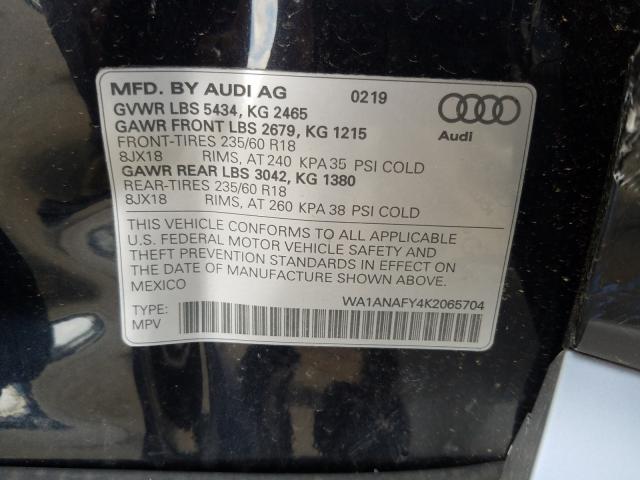 MFD. BY AUDI AG 0219
GVWR LBS 5434, KG 2465
GAWR FRONT LBS 2679, KG 1215
FRONT-TIRES 235/60 R18
8JX18 RIMS, AT 240 KPA 35 PSI COLD
GAWR REAR LBS 3042, KG 1380
REAR-TIRES 235/60 R18
8JX18 RIMS, AT 260 KPA 38 PSI COLD
Audi
THIS VEHICLE CONFORMS TO ALL APPLICABLE
U.S. FEDERAL MOTOR VEHICLE SAFETY AND
THEFT PREVENTION STANDARDS IN EFFECT ON
THE DATE OF MANUFACTURE SHOWN ABOVE.
MEXICO
WA1ANAFY4K2065704
TYPE:
MPV